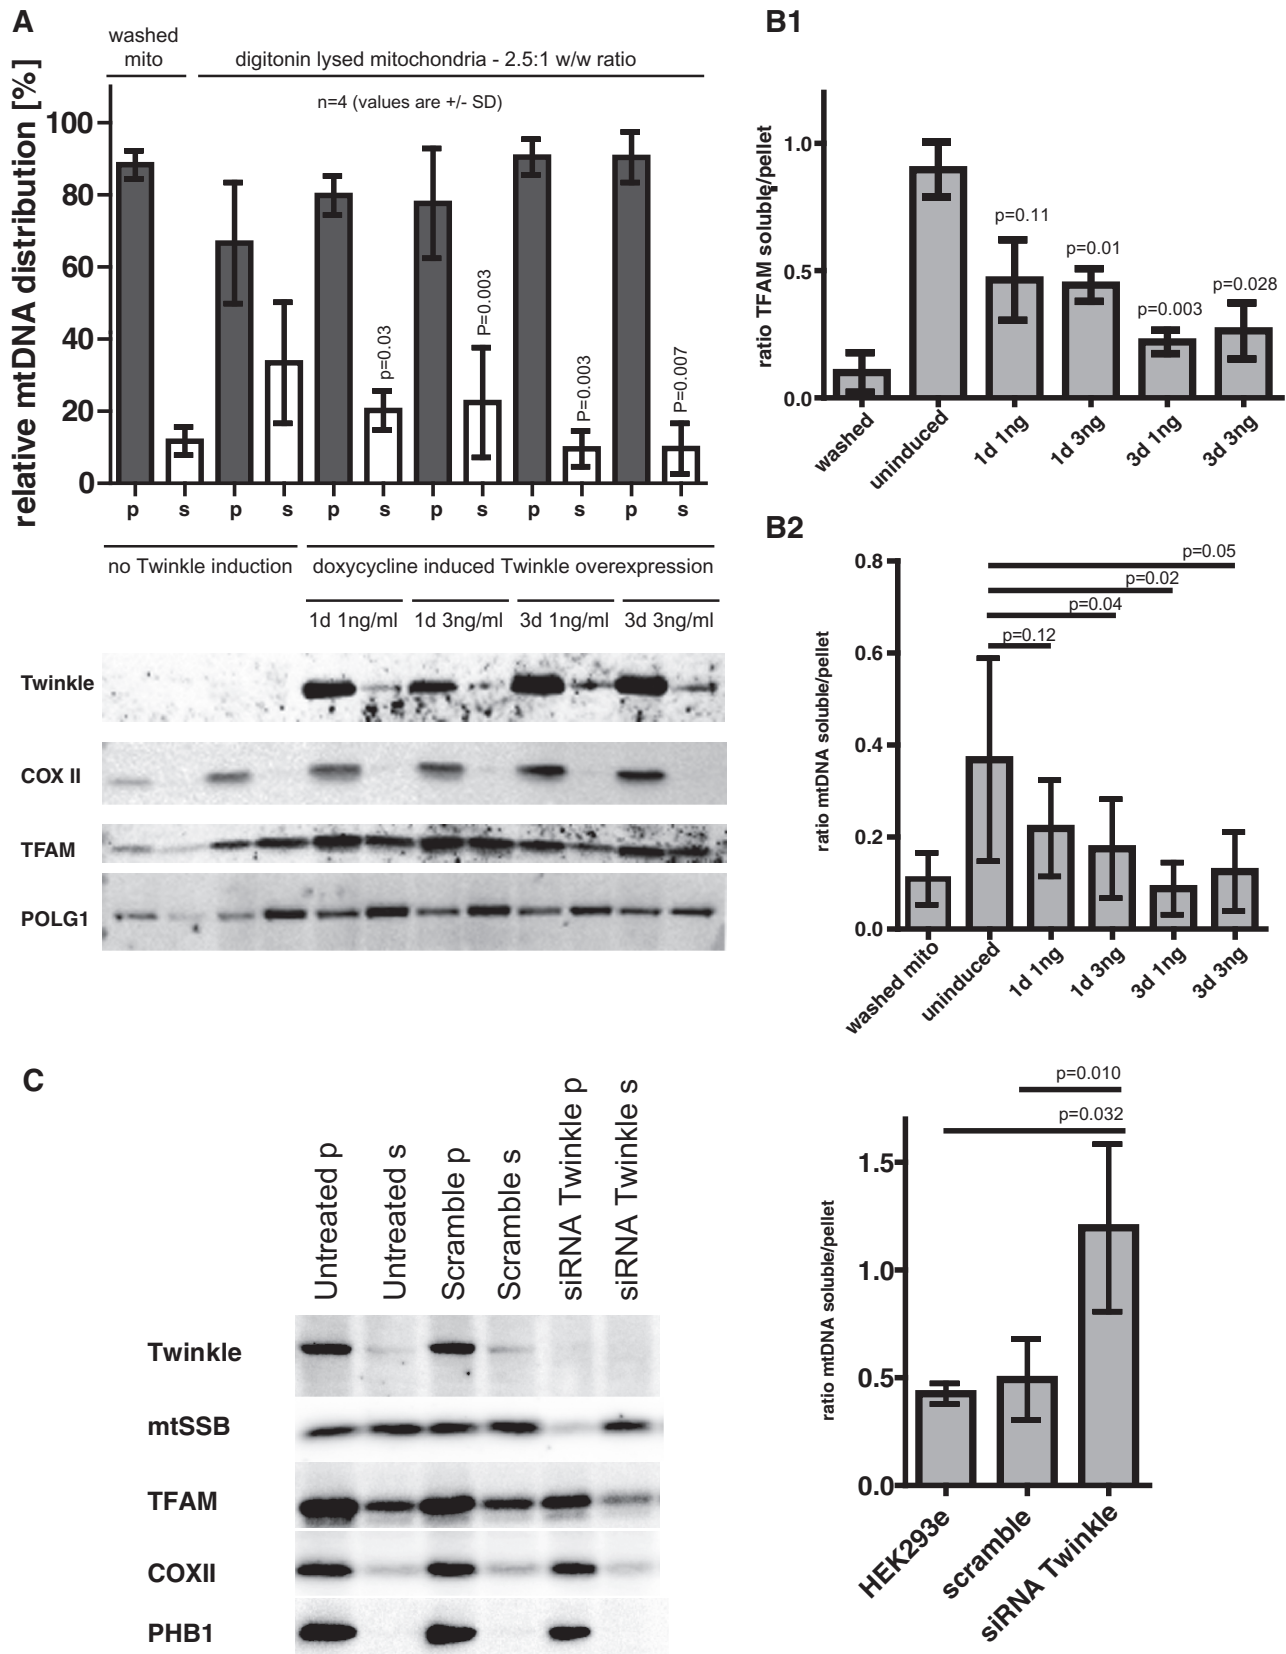 A
washed mito
digitonin lysed mitochondria - 2.5:1 w/w ratio
n=4 (values are +/- SD)
relative mtDNA distribution [%]
100
80
60
40
20
0
p=0.03
P=0.003
P=0.003
P=0.007
p s p s p s p s p s p s
no Twinkle induction
doxycycline induced Twinkle overexpression
1d 1ng/ml 1d 3ng/ml 3d 1ng/ml 3d 3ng/ml
Twinkle
COX II
TFAM
POLG1
B1
ratio TFAM soluble/pellet
1.0
0.5
0.0
p=0.11
p=0.01
p=0.003
p=0.028
washed
uninduced
1d 1ng
1d 3ng
3d 1ng
3d 3ng
B2
ratio mtDNA soluble/pellet
0.8
0.6
0.4
0.2
0.0
p=0.05
p=0.02
p=0.04
p=0.12
washed mito
uninduced
1d 1ng
1d 3ng
3d 1ng
3d 3ng
C
Untreated p
Untreated s
Scramble p
Scramble s
siRNA Twinkle p
siRNA Twinkle s
Twinkle
mtSSB
TFAM
COXII
PHB1
p=0.010
p=0.032
ratio mtDNA soluble/pellet
1.5
1.0
0.5
0.0
HEK293e
scramble
siRNA Twinkle